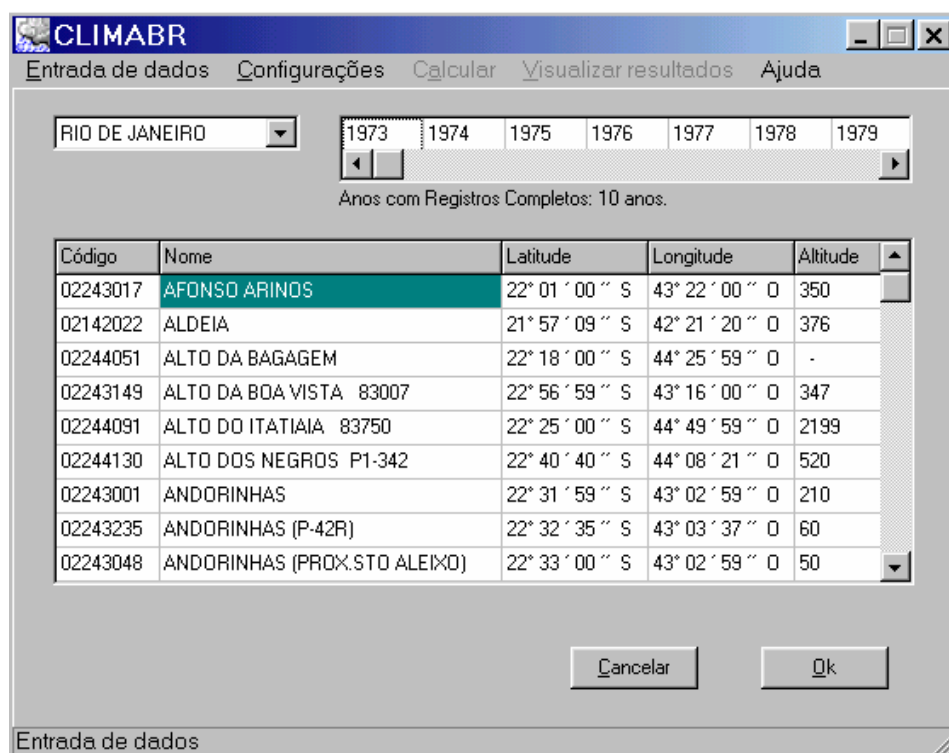 CLIMABR
Entrada de dados Configurações Calcular Visualizar resultados Ajuda
RIO DE JANEIRO 1973 1974 1975 1976 1977 1978 1979
Anos com Registros Completos: 10 anos.
Código Nome Latitude Longitude Altitude
02243017 AFONSO ARINOS 22° 01 ´ 00 ˝ S 43° 22 ´ 00 ˝ O 350
02142022 ALDEIA 21° 57 ´ 09 ˝ S 42° 21 ´ 20 ˝ O 376
02244051 ALTO DA BAGAGEM 22° 18 ´ 00 ˝ S 44° 25 ´ 59 ˝ O -
02243149 ALTO DA BOA VISTA 83007 22° 56 ´ 59 ˝ S 43° 16 ´ 00 ˝ O 347
02244091 ALTO DO ITATIAIA 83750 22° 25 ´ 00 ˝ S 44° 49 ´ 59 ˝ O 2199
02244130 ALTO DOS NEGROS P1-342 22° 40 ´ 40 ˝ S 44° 08 ´ 21 ˝ O 520
02243001 ANDORINHAS 22° 31 ´ 59 ˝ S 43° 02 ´ 59 ˝ O 210
02243235 ANDORINHAS (P-42R) 22° 32 ´ 35 ˝ S 43° 03 ´ 37 ˝ O 60
02243048 ANDORINHAS (PROX.STO ALEIXO) 22° 33 ´ 00 ˝ S 43° 02 ´ 59 ˝ O 50
Cancelar Ok
Entrada de dados